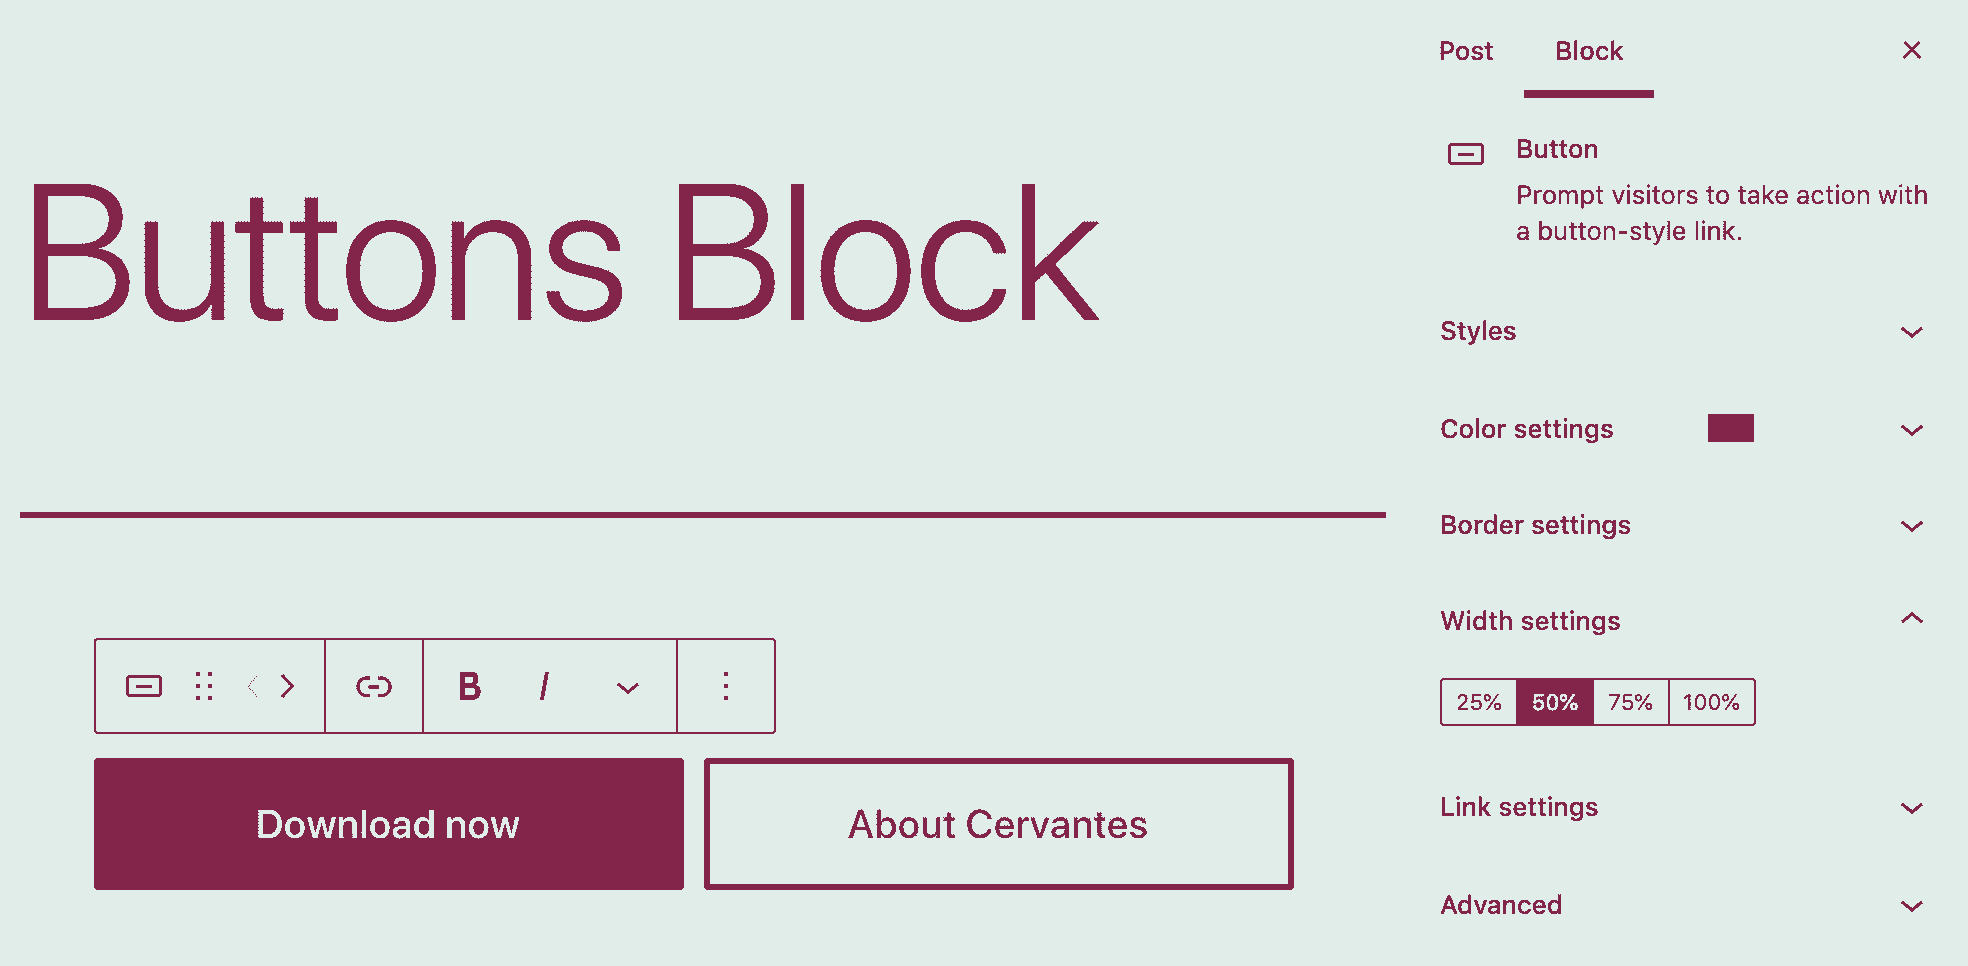 Post
Block
Button
Prompt visitors to take action with
a button-style link.
Buttons Block
Styles
Color settings
Border settings
Width settings
25% 50% 75% 100%
B I
Download now
About Cervantes
Link settings
Advanced